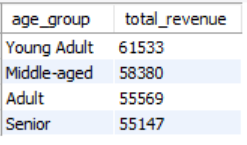 age_group total_revenue
Young Adult 61533
Middle-aged 58380
Adult 55569
Senior 55147